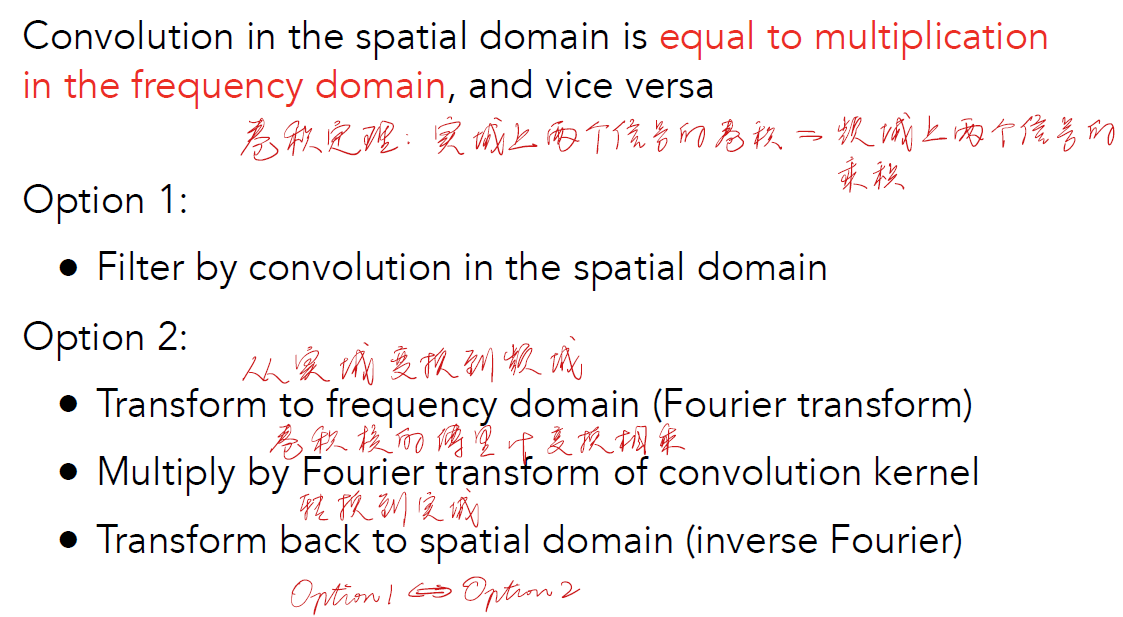 Convolution in the spatial domain is equal to multiplication
in the frequency domain, and vice versa
卷积定理：实域上两个信号的卷积 = 频域上两个信号的
乘积
Option 1:
● Filter by convolution in the spatial domain
Option 2:
从实域变换到频域
● Transform to frequency domain (Fourier transform)
卷积核的傅里叶变换相乘
● Multiply by Fourier transform of convolution kernel
转换到实域
● Transform back to spatial domain (inverse Fourier)
Option 1 ⇔ Option 2